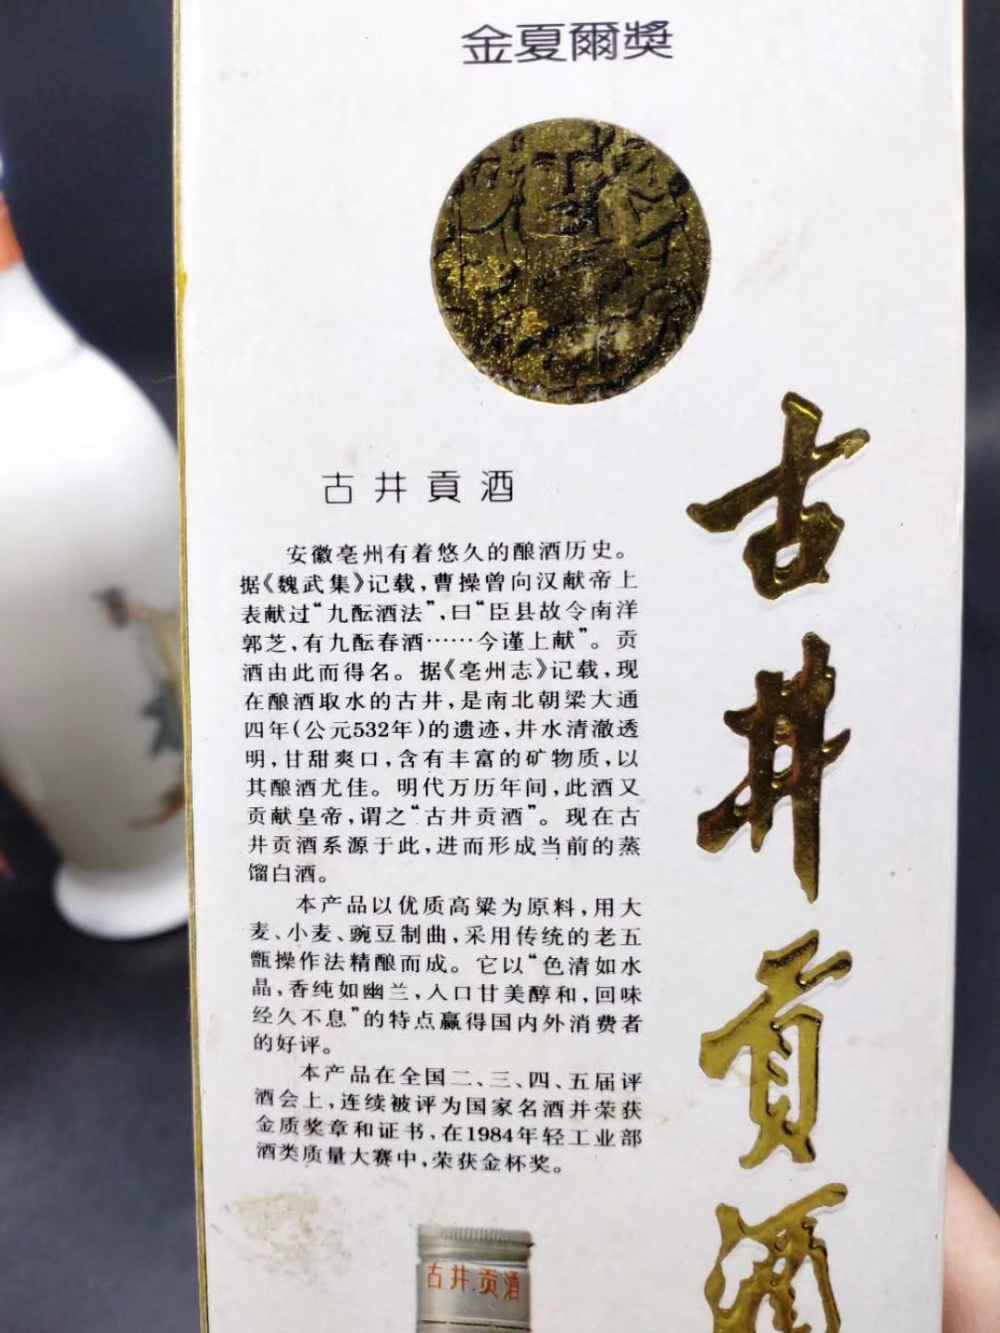 金夏爾獎
古井貢酒
安徽亳州有着悠久的酿酒历史。
据《魏武集》记载,曹操曾向汉献帝上
表献过“九酝酒法”,曰“臣县故令南洋
郭芝,有九酝春酒……今谨上献”。贡
酒由此而得名。据《亳州志》记载,现
在酿酒取水的古井,是南北朝梁大通
四年(公元532年)的遗迹,井水清澈透
明,甘甜爽口,含有丰富的矿物质,以
其酿酒尤佳。明代万历年间,此酒又
贡献皇帝,谓之“古井贡酒”。现在古
井贡酒系源于此,进而形成当前的蒸
馏白酒。
本产品以优质高粱为原料,用大
麦、小麦、豌豆制曲,采用传统的老五
甑操作法精酿而成。它以“色清如水
晶,香纯如幽兰,入口甘美醇和,回味
经久不息”的特点赢得国内外消费者
的好评。
本产品在全国二、三、四、五届评
酒会上,连续被评为国家名酒并荣获
金质奖章和证书,在1984年轻工业部
酒类质量大赛中,荣获金杯奖。
古井贡酒
古井贡酒